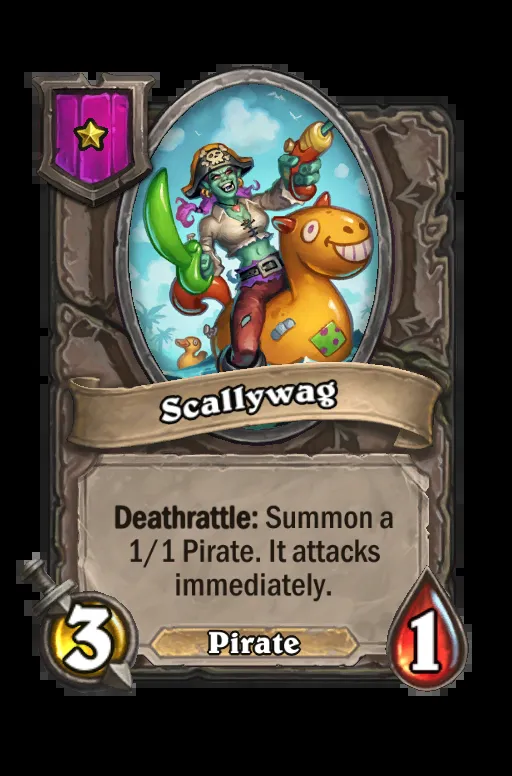 Scallywag
Deathrattle: Summon a
1/1 Pirate. It attacks
immediately.
3
Pirate
1